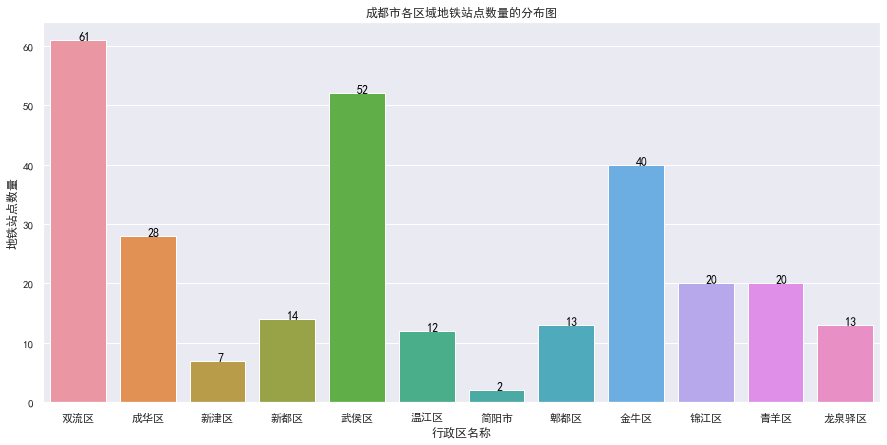 成都市各区域地铁站点数量的分布图
地铁站点数量
60
50
40
30
20
10
0
61
28
7
14
52
12
2
13
40
20
20
13
双流区
成华区
新津区
新都区
武侯区
温江区
简阳市
郫都区
金牛区
锦江区
青羊区
龙泉驿区
行政区名称